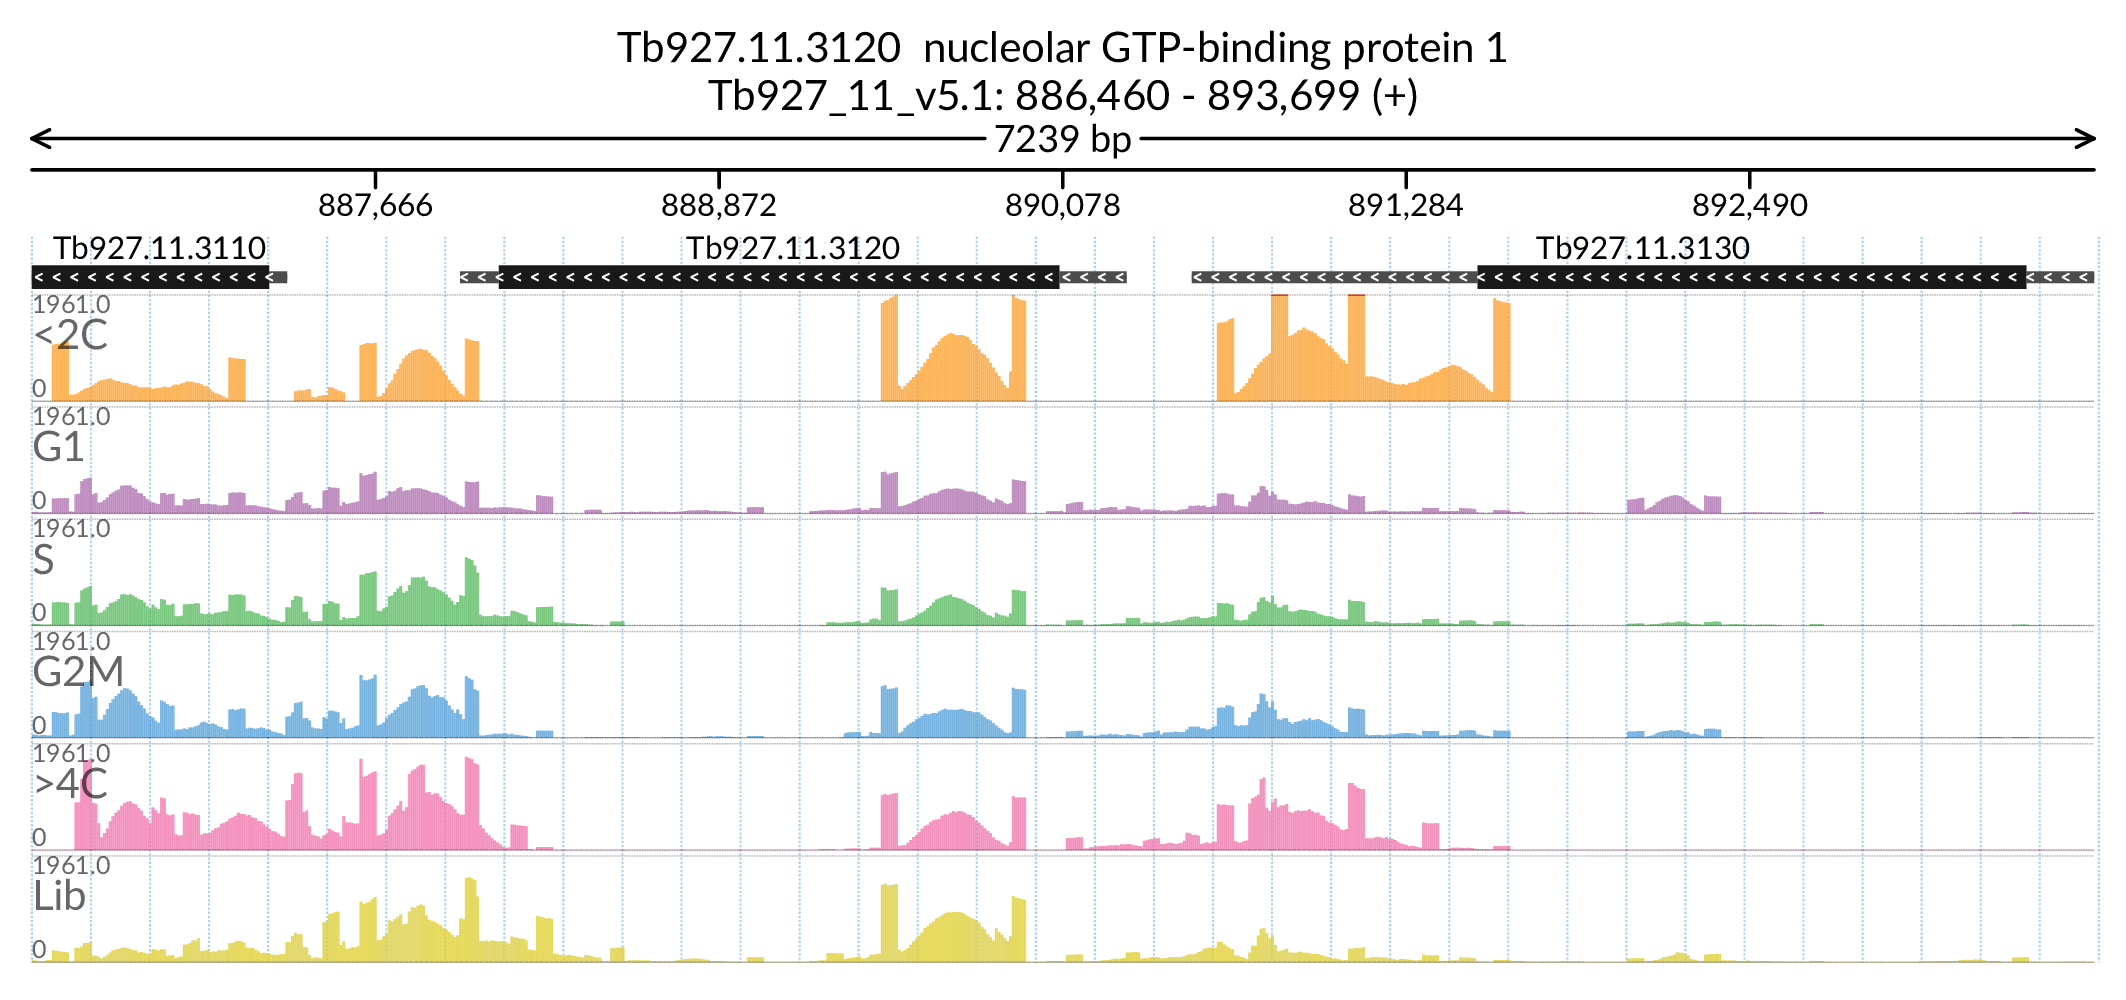 Tb927.11.3120 nucleolar GTP-binding protein 1
Tb927_11_v5.1: 886,460 - 893,699 (+)
7239 bp
887,666 888,872 890,078 891,284 892,490
Tb927.11.3110 Tb927.11.3120 Tb927.11.3130
1961.0
<2C
0
1961.0
G1
0
1961.0
S
0
1961.0
G2M
0
1961.0
>4C
0
1961.0
Lib
0